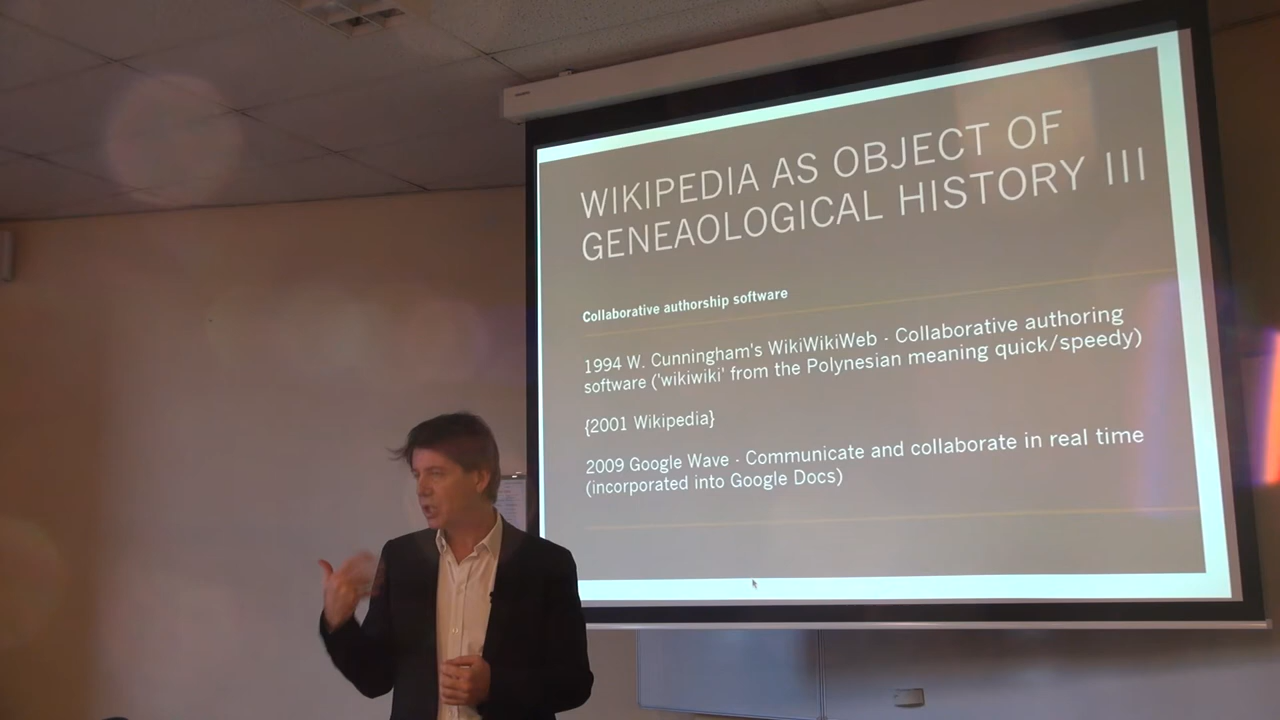 WIKIPEDIA AS OBJECT OF
GENEAOLOGICAL HISTORY III
Collaborative authorship software
1994 W. Cunningham's WikiWikiWeb - Collaborative authoring
software ('wikiwiki' from the Polynesian meaning quick/speedy)
{2001 Wikipedia}
2009 Google Wave - Communicate and collaborate in real time
(incorporated into Google Docs)